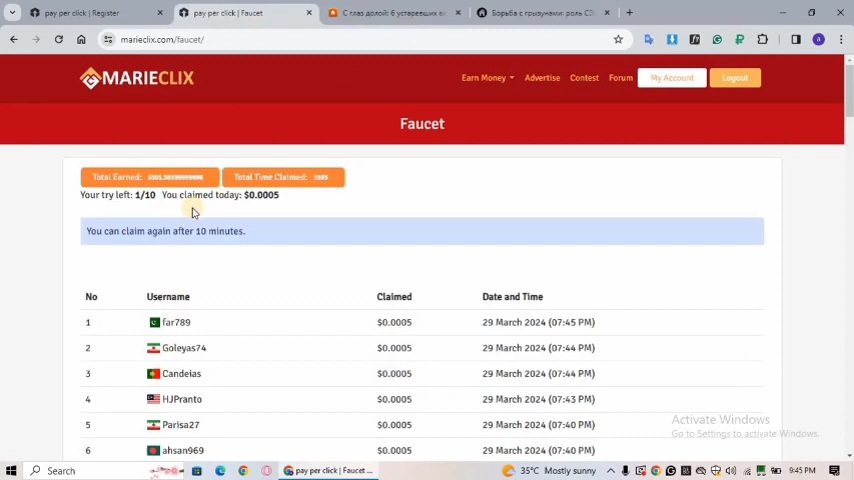 pay per click | Register
pay per click | Faucet
С глаз долой: 6 устаревших ви
Борьба с грызунами: роль СЭ
marieclix.com/faucet/
MARIECLIX
Earn Money
Advertise
Contest
Forum
My Account
Logout
Faucet
Total Earned:
Total Time Claimed:
Your try left: 1/10 You claimed today: $0.0005
You can claim again after 10 minutes.
No Username Claimed Date and Time
1 far789 $0.0005 29 March 2024 (07:45 PM)
2 Goleyas74 $0.0005 29 March 2024 (07:44 PM)
3 Candeias $0.0005 29 March 2024 (07:44 PM)
4 HJPranto $0.0005 29 March 2024 (07:43 PM)
5 Parisa27 $0.0005 29 March 2024 (07:40 PM)
6 ahsan969 $0.0005 29 March 2024 (07:40 PM)
Activate Windows
Go to Settings to activate Windows.
Search
pay per click | Faucet ...
35°C Mostly sunny
9:45 PM